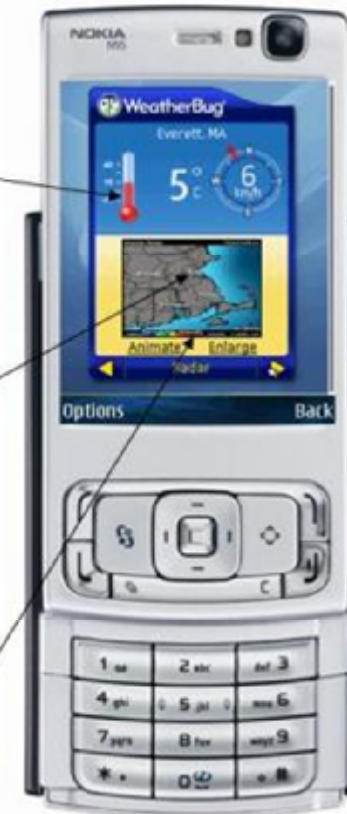 NOKIA
N95
WeatherBug
Everett, MA
5°
C
6
km/h
Animate Enlarge
Radar
Options Back
C
1
2 abc
def 3
4 ghi
5 jkl
mno 6
7 pqrs
8 tuv
wxyz 9
*
0
#